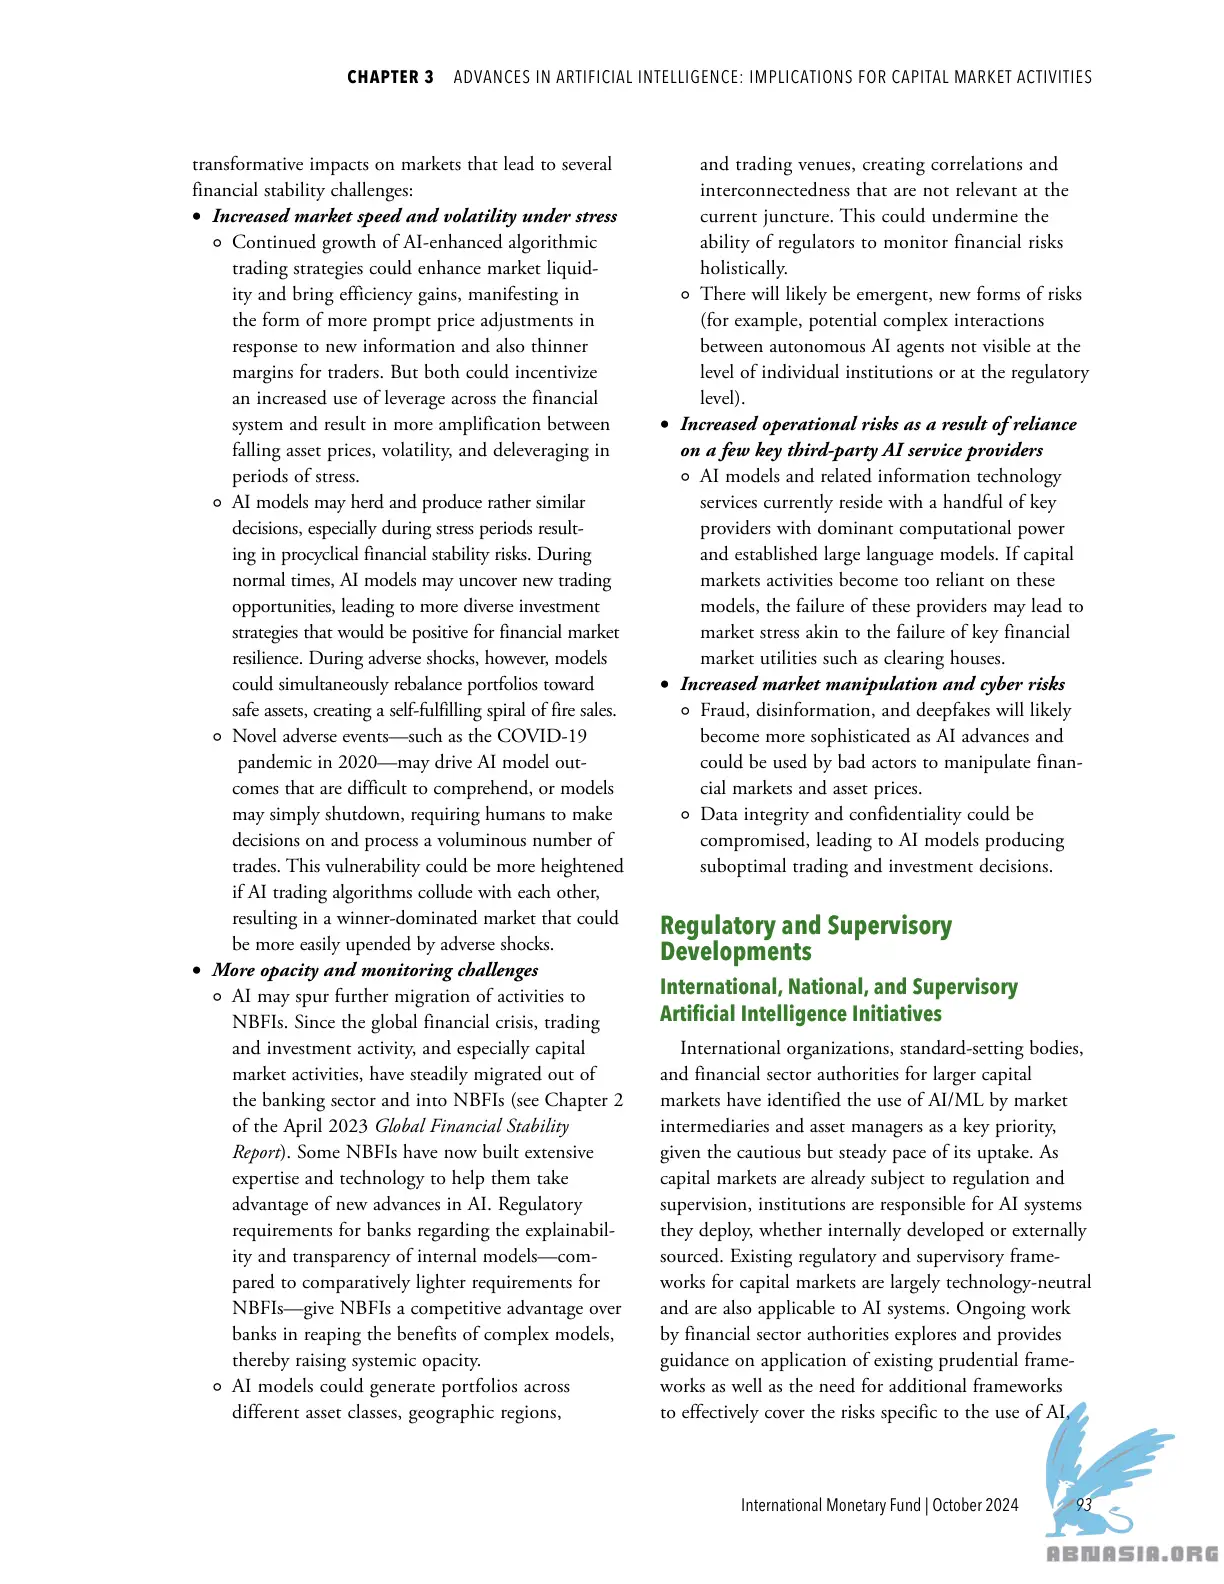 CHAPTER 3 ADVANCES IN ARTIFICIAL INTELLIGENCE: IMPLICATIONS FOR CAPITAL MARKET ACTIVITIES
transformative impacts on markets that lead to several
financial stability challenges:
• Increased market speed and volatility under stress
○ Continued growth of AI-enhanced algorithmic
trading strategies could enhance market liquid-
ity and bring efficiency gains, manifesting in
the form of more prompt price adjustments in
response to new information and also thinner
margins for traders. But both could incentivize
an increased use of leverage across the financial
system and result in more amplification between
falling asset prices, volatility, and deleveraging in
periods of stress.
○ AI models may herd and produce rather similar
decisions, especially during stress periods result-
ing in procyclical financial stability risks. During
normal times, AI models may uncover new trading
opportunities, leading to more diverse investment
strategies that would be positive for financial market
resilience. During adverse shocks, however, models
could simultaneously rebalance portfolios toward
safe assets, creating a self-fulfilling spiral of fire sales.
○ Novel adverse events—such as the COVID-19
pandemic in 2020—may drive AI model out-
comes that are difficult to comprehend, or models
may simply shutdown, requiring humans to make
decisions on and process a voluminous number of
trades. This vulnerability could be more heightened
if AI trading algorithms collude with each other,
resulting in a winner-dominated market that could
be more easily upended by adverse shocks.
• More opacity and monitoring challenges
○ AI may spur further migration of activities to
NBFIs. Since the global financial crisis, trading
and investment activity, and especially capital
market activities, have steadily migrated out of
the banking sector and into NBFIs (see Chapter 2
of the April 2023 Global Financial Stability
Report). Some NBFIs have now built extensive
expertise and technology to help them take
advantage of new advances in AI. Regulatory
requirements for banks regarding the explainabil-
ity and transparency of internal models—com-
pared to comparatively lighter requirements for
NBFIs—give NBFIs a competitive advantage over
banks in reaping the benefits of complex models,
thereby raising systemic opacity.
○ AI models could generate portfolios across
different asset classes, geographic regions,
and trading venues, creating correlations and
interconnectedness that are not relevant at the
current juncture. This could undermine the
ability of regulators to monitor financial risks
holistically.
○ There will likely be emergent, new forms of risks
(for example, potential complex interactions
between autonomous AI agents not visible at the
level of individual institutions or at the regulatory
level).
• Increased operational risks as a result of reliance
on a few key third-party AI service providers
○ AI models and related information technology
services currently reside with a handful of key
providers with dominant computational power
and established large language models. If capital
markets activities become too reliant on these
models, the failure of these providers may lead to
market stress akin to the failure of key financial
market utilities such as clearing houses.
• Increased market manipulation and cyber risks
○ Fraud, disinformation, and deepfakes will likely
become more sophisticated as AI advances and
could be used by bad actors to manipulate finan-
cial markets and asset prices.
○ Data integrity and confidentiality could be
compromised, leading to AI models producing
suboptimal trading and investment decisions.
Regulatory and Supervisory
Developments
International, National, and Supervisory
Artificial Intelligence Initiatives
International organizations, standard-setting bodies,
and financial sector authorities for larger capital
markets have identified the use of AI/ML by market
intermediaries and asset managers as a key priority,
given the cautious but steady pace of its uptake. As
capital markets are already subject to regulation and
supervision, institutions are responsible for AI systems
they deploy, whether internally developed or externally
sourced. Existing regulatory and supervisory frame-
works for capital markets are largely technology-neutral
and are also applicable to AI systems. Ongoing work
by financial sector authorities explores and provides
guidance on application of existing prudential frame-
works as well as the need for additional frameworks
to effectively cover the risks specific to the use of AI,
International Monetary Fund | October 2024 93
ABNASIA.ORG